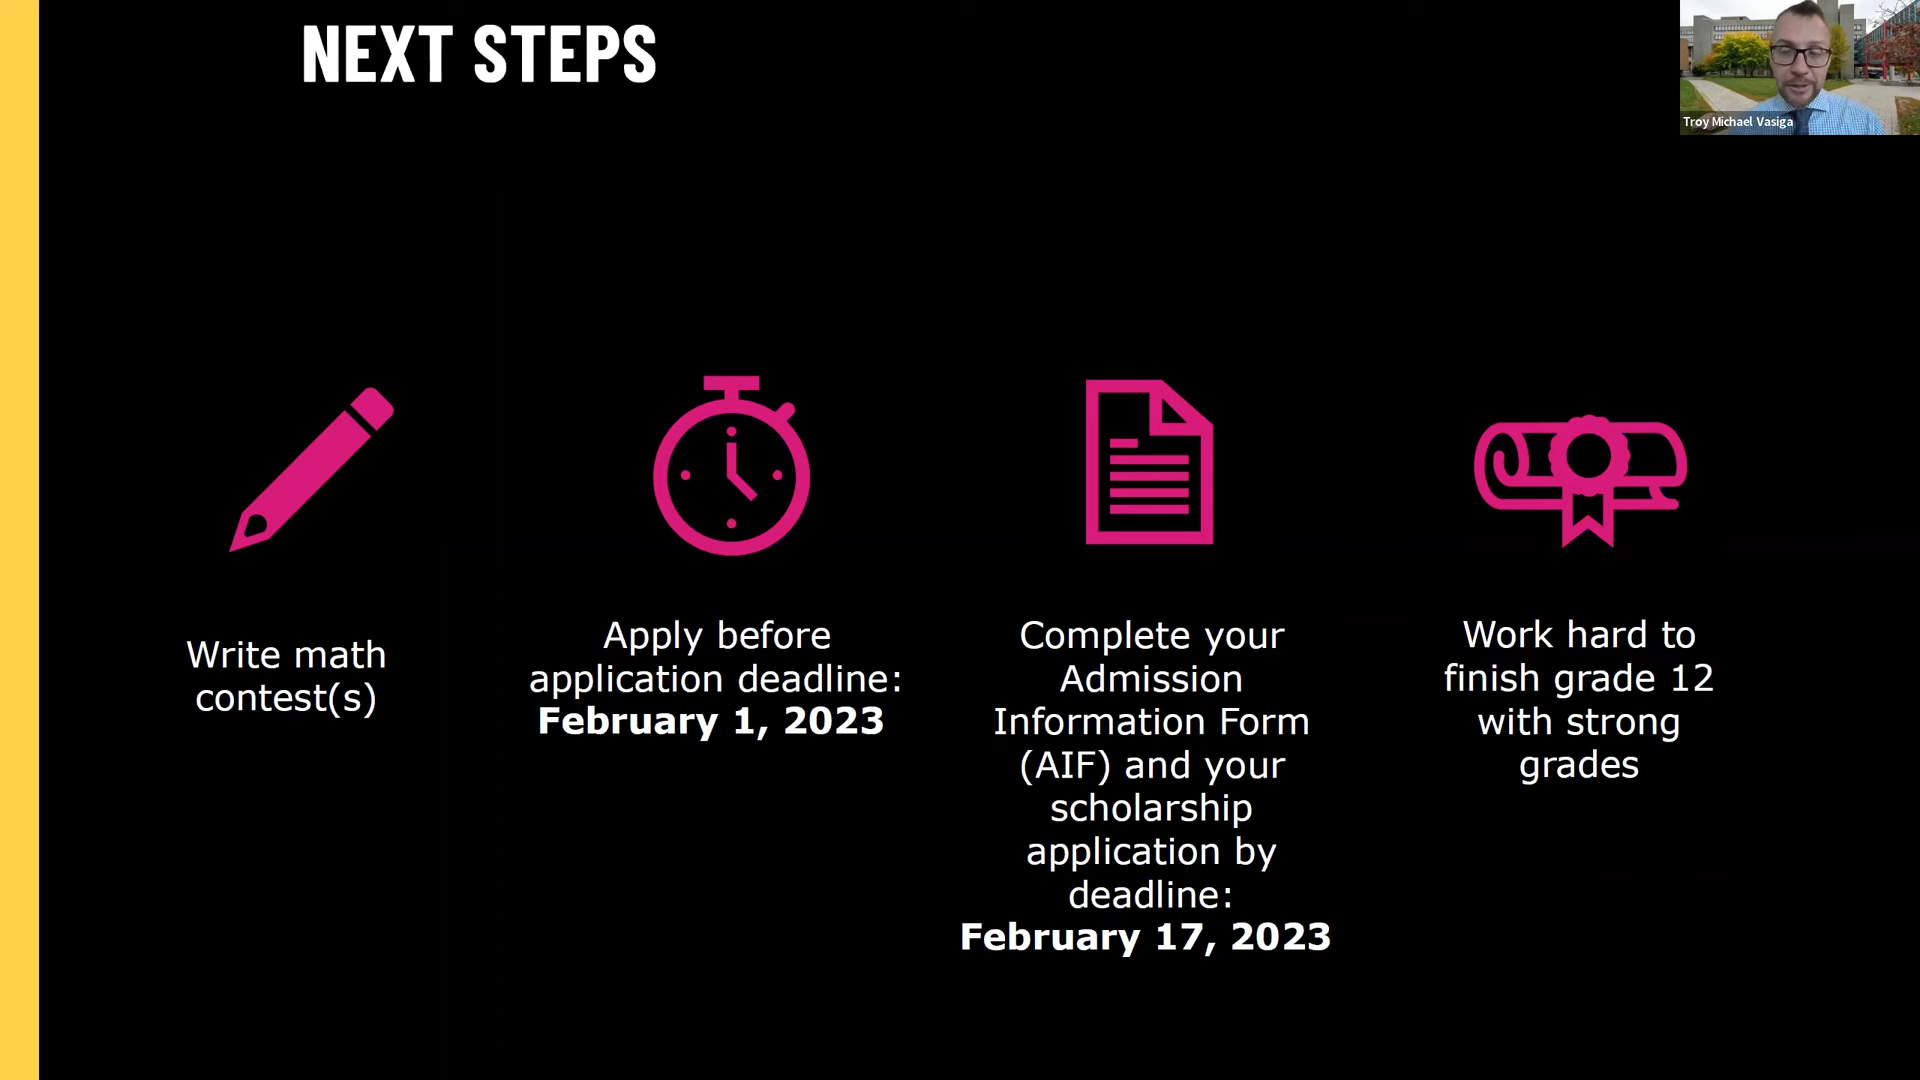 NEXT STEPS
Troy Michael Vasiga
Write math
contest(s)
Apply before
application deadline:
February 1, 2023
Complete your
Admission
Information Form
(AIF) and your
scholarship
application by
deadline:
February 17, 2023
Work hard to
finish grade 12
with strong
grades